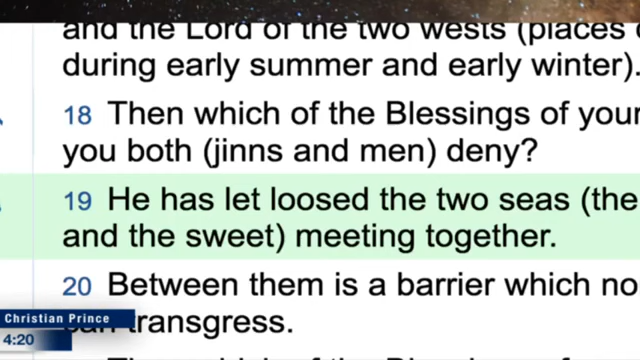 and the Lord of the two wests (places
during early summer and early winter).
18 Then which of the Blessings of your
you both (jinns and men) deny?
19 He has let loosed the two seas (the
and the sweet) meeting together.
20 Between them is a barrier which
transgress.
Christian Prince
4:20